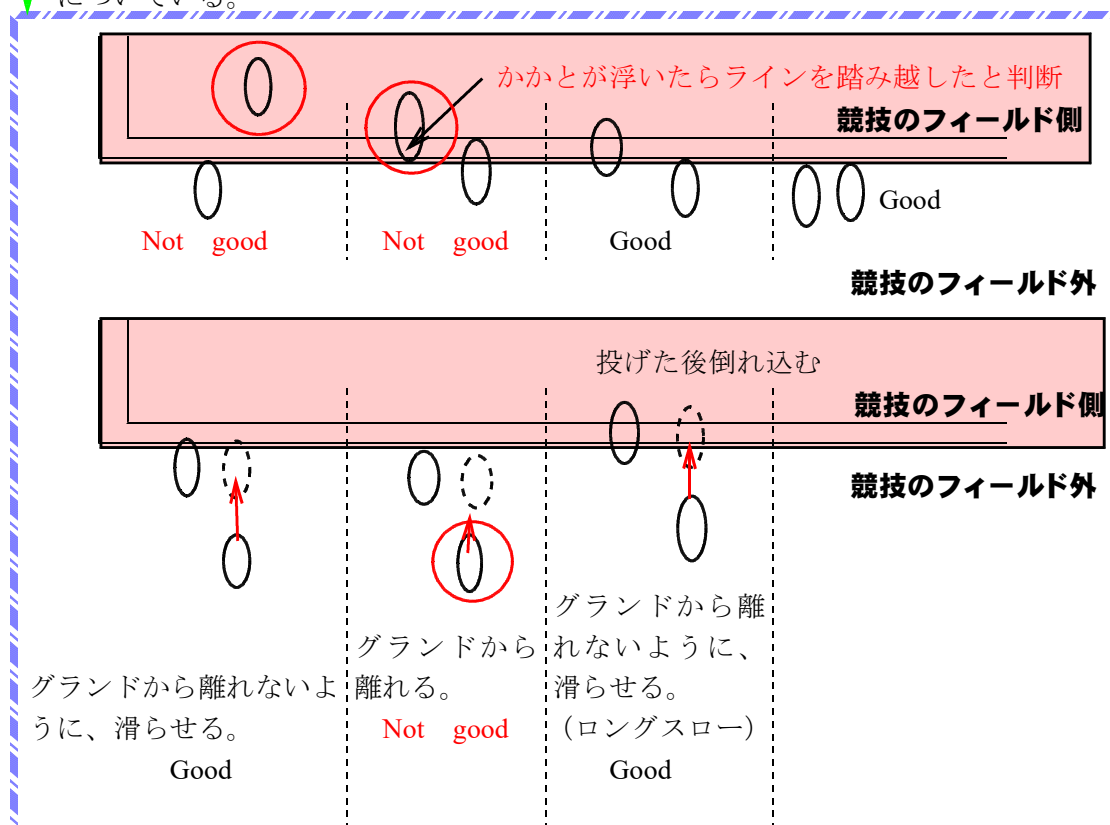 についている。
かかとが浮いたらラインを踏み越したと判断
競技のフィールド側
Good
Not good
Not good
Good
競技のフィールド外
投げた後倒れ込む
競技のフィールド側
競技のフィールド外
グランドから離れないよ
うに、滑らせる。
Good
グランドから
離れる。
Not good
グランドから離
れないように、
滑らせる。
（ロングスロー）
Good